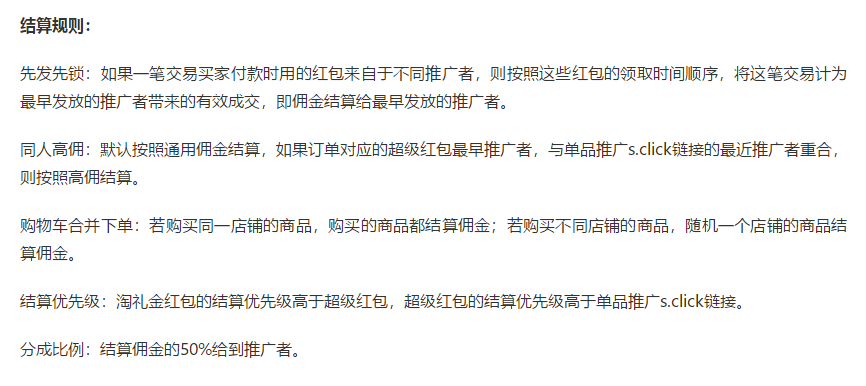 结算规则：
先发先锁：如果一笔交易买家付款时用的红包来自于不同推广者，则按照这些红包的领取时间顺序，将这笔交易计为
最早发放的推广者带来的有效成交，即佣金结算给最早发放的推广者。
同人高佣：默认按照通用佣金结算，如果订单对应的超级红包最早推广者，与单品推广s.click链接的最近推广者重合，
则按照高佣结算。
购物车合并下单：若购买同一店铺的商品，购买的商品都结算佣金；若购买不同店铺的商品，随机一个店铺的商品结
算佣金。
结算优先级：淘礼金红包的结算优先级高于超级红包，超级红包的结算优先级高于单品推广s.click链接。
分成比例：结算佣金的50%给到推广者。